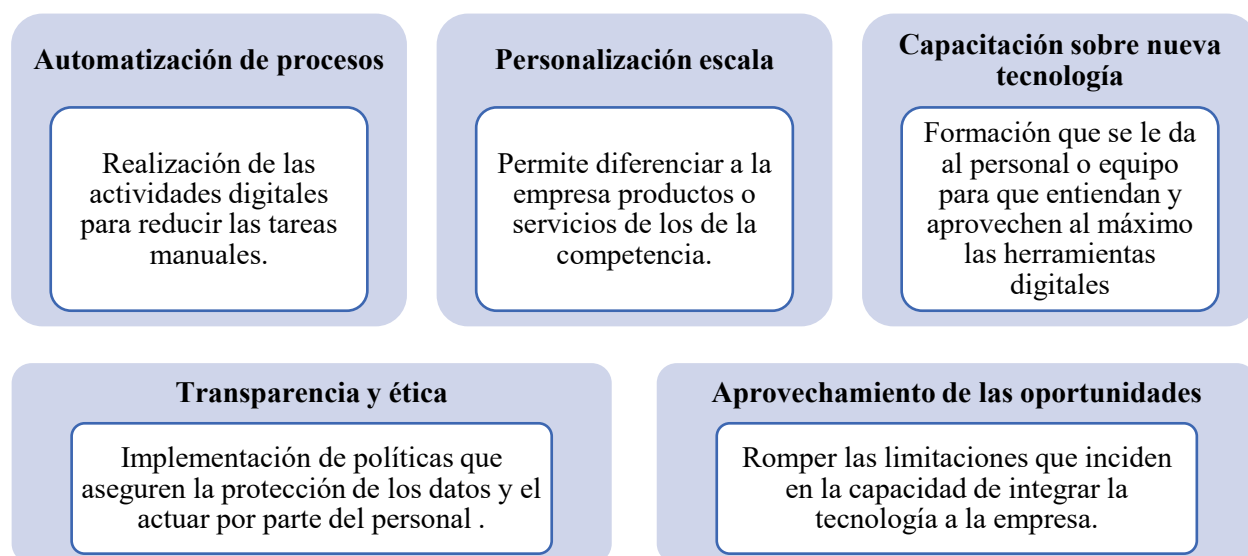 Automatización de procesos
Realización de las
actividades digitales
para reducir las tareas
manuales.
Personalización escala
Permite diferenciar a la
empresa productos o
servicios de los de la
competencia.
Capacitación sobre nueva
tecnología
Formación que se le da
al personal o equipo
para que entiendan y
aprovechen al máximo
las herramientas
digitales
Transparencia y ética
Implementación de políticas que
aseguren la protección de los datos y el
actuar por parte del personal .
Aprovechamiento de las oportunidades
Romper las limitaciones que inciden
en la capacidad de integrar la
tecnología a la empresa.